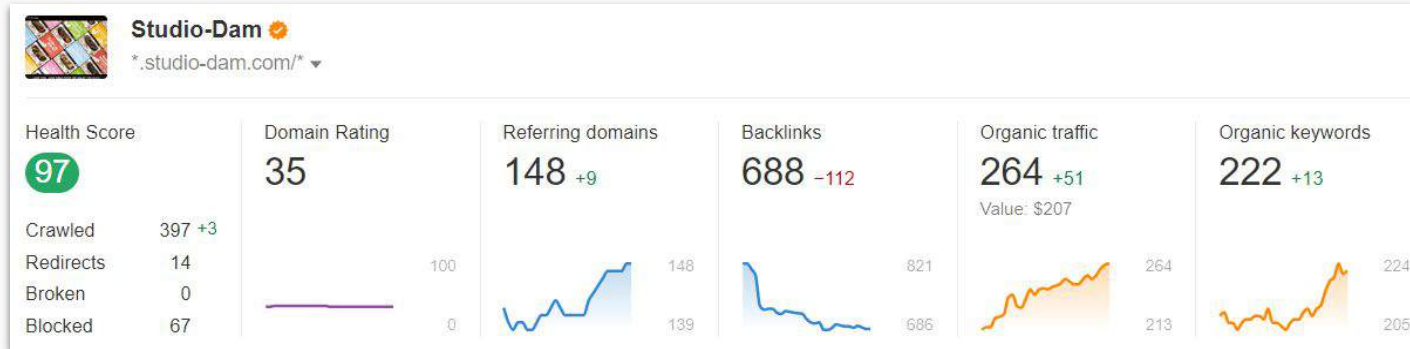 Studio-Dam
*.studio-dam.com/*
Health Score
97
Crawled 397 +3
Redirects 14
Broken 0
Blocked 67
Domain Rating
35
100
0
Referring domains
148 +9
148
139
Backlinks
688 −112
821
686
Organic traffic
264 +51
Value: $207
264
213
Organic keywords
222 +13
224
205